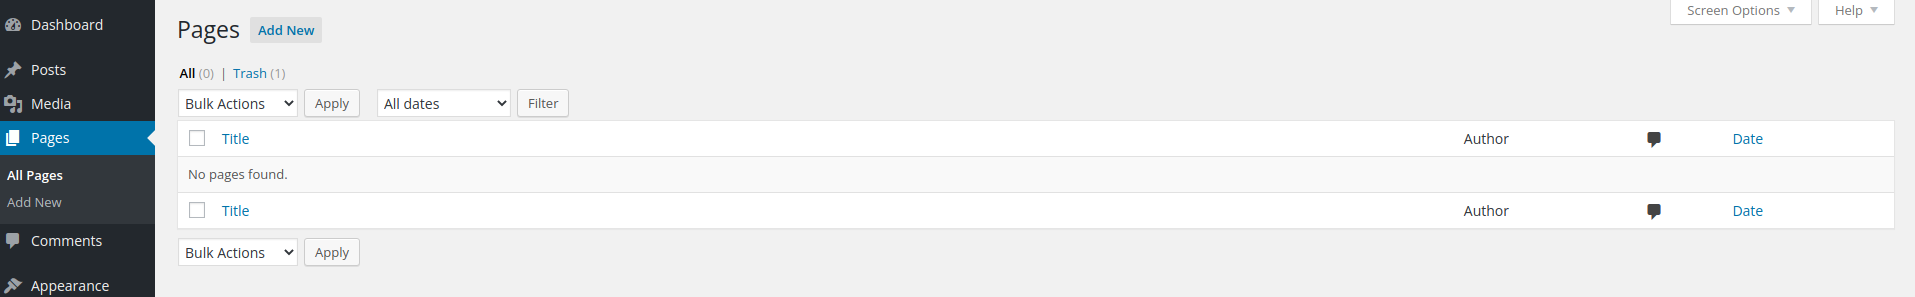 Dashboard
Posts
Media
Pages
All Pages
Add New
Comments
Appearance
Screen Options
Help
Pages Add New
All (0) | Trash (1)
Bulk Actions Apply All dates Filter
Title Author Date
No pages found.
Title Author Date
Bulk Actions Apply